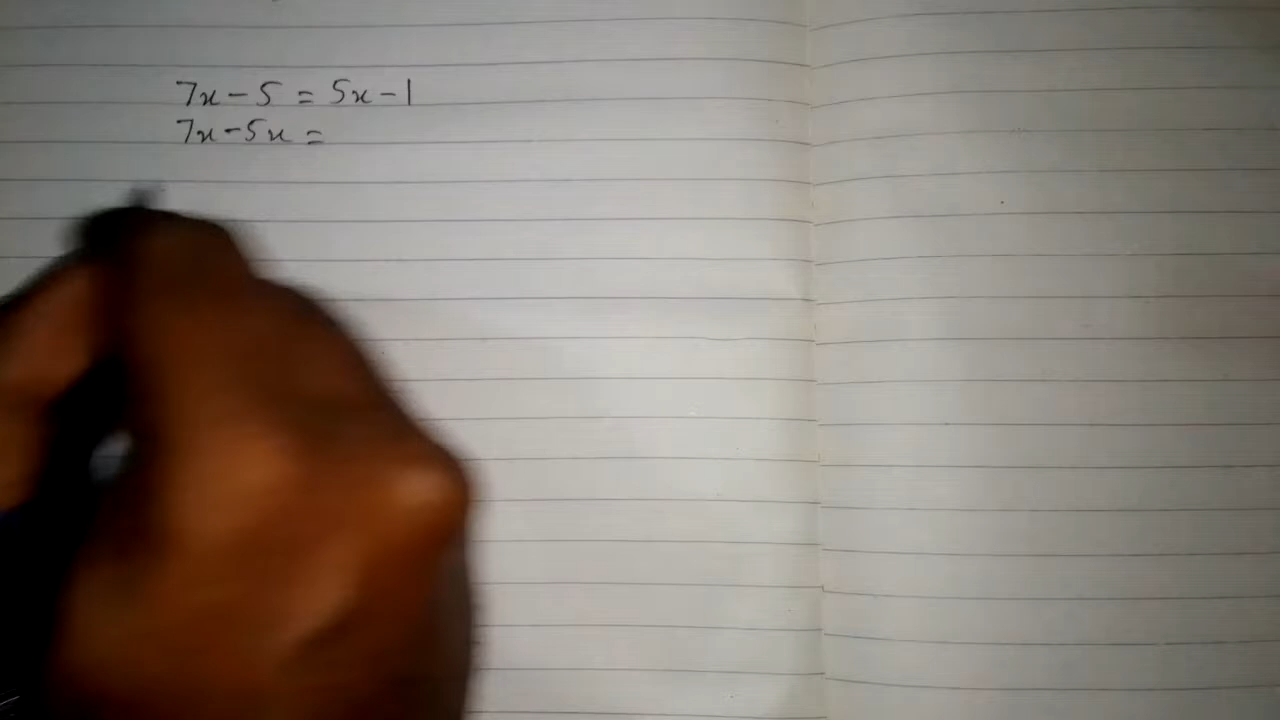 7x - 5 = 5x - 1
7x - 5x =